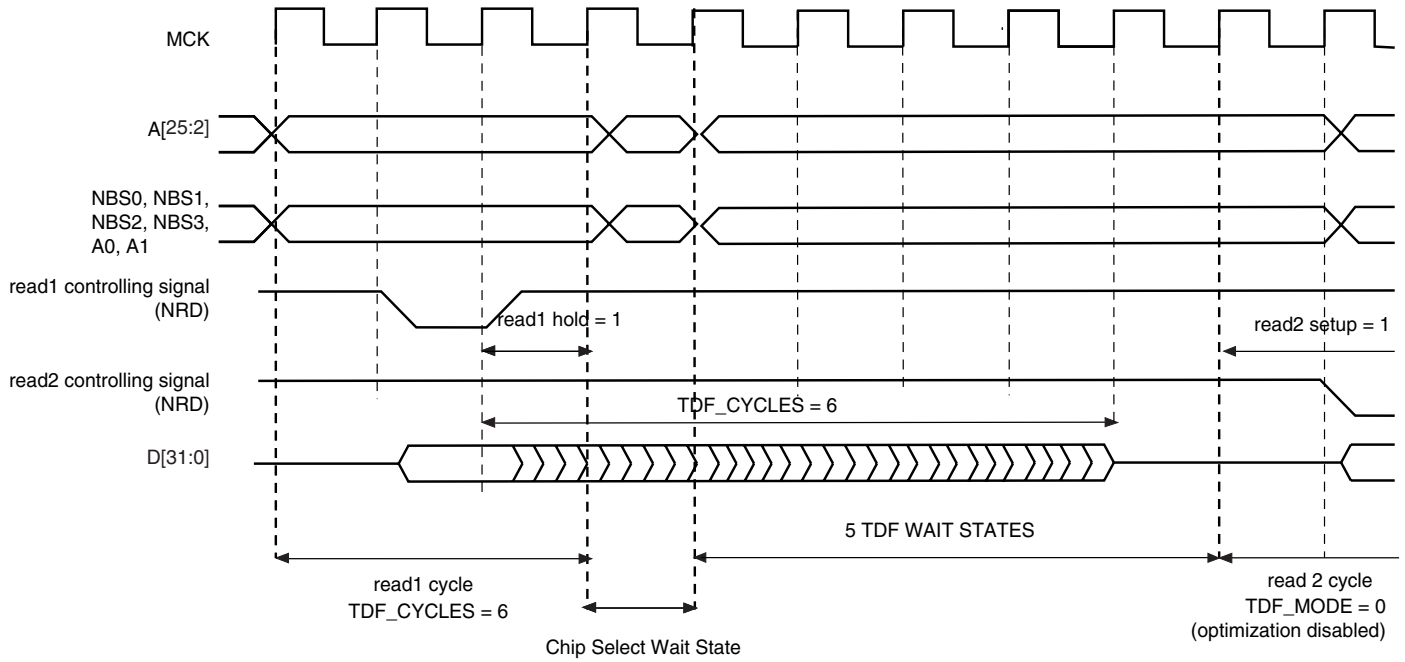 MCK
A[25:2]
NBS0, NBS1,
NBS2, NBS3,
A0, A1
read1 controlling signal
(NRD)
read1 hold = 1
read2 setup = 1
read2 controlling signal
(NRD)
TDF_CYCLES = 6
D[31:0]
5 TDF WAIT STATES
read1 cycle
TDF_CYCLES = 6
Chip Select Wait State
read 2 cycle
TDF_MODE = 0
(optimization disabled)